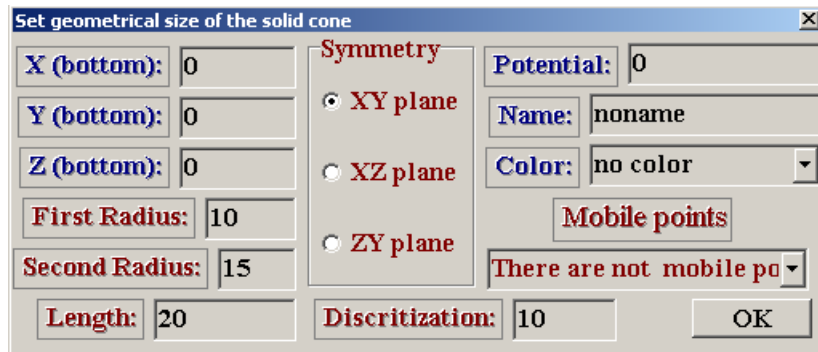 Set geometrical size of the solid cone
X (bottom): 0
Y (bottom): 0
Z (bottom): 0
First Radius: 10
Second Radius: 15
Length: 20
Symmetry
XY plane
XZ plane
ZY plane
Discritization: 10
Potential: 0
Name: noname
Color: no color
Mobile points
There are not mobile po
OK